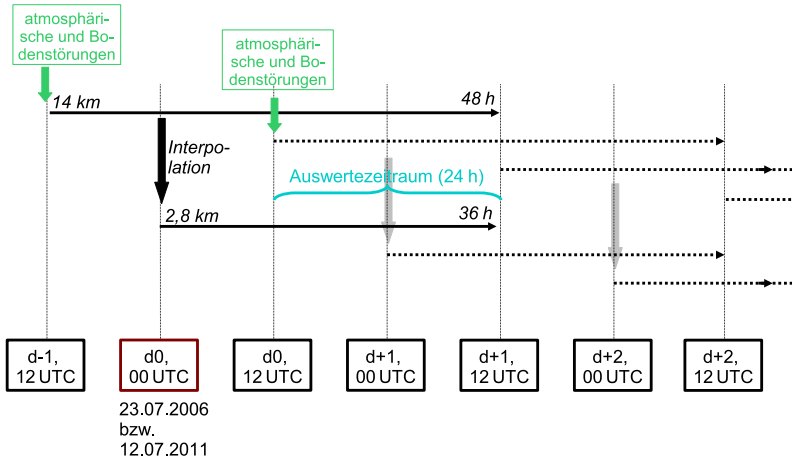 atmosphäri-
sche und Bo-
denstörungen
atmosphäri-
sche und Bo-
denstörungen
14 km
48 h
Interpo-
lation
Auswertezeitraum (24 h)
2,8 km
36 h
d-1,
12 UTC
d0,
00 UTC
d0,
12 UTC
d+1,
00 UTC
d+1,
12 UTC
d+2,
00 UTC
d+2,
12 UTC
23.07.2006
bzw.
12.07.2011